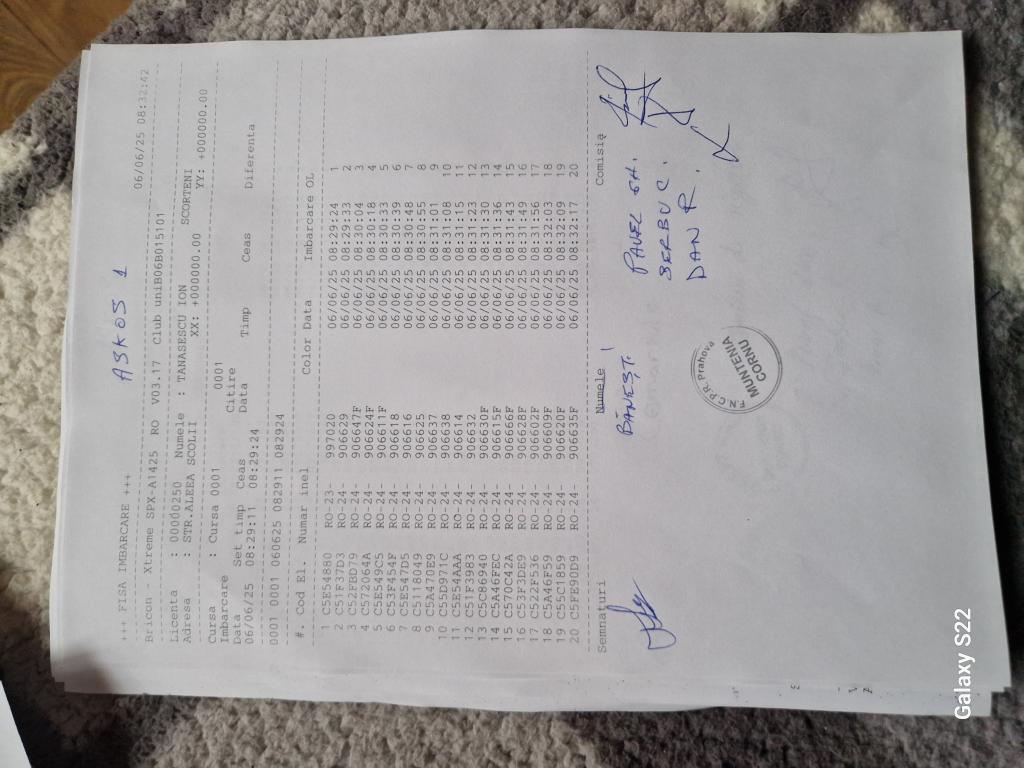 ASKOS 1
+++ FISA IMBARCARE +++ 06/06/25 08:32:42
Bricon Xtreme SPX-A1425 RO V03.17 Club uniB06B015101
Licenta : 00000250 Numele : TANASESCU ION SCORTENI
Adresa : STR.ALEEA SCOLII XX: +000000.00 YY: +000000.00
Cursa : Cursa 0001 0001
Imbarcare Citire
Data Set timp Ceas Data Timp Ceas Diferenta
06/06/25 08:29:11 08:29:24
0001 0001 060625 082911 082924
#. Cod El. Numar inel Color Data Imbarcare OL
1 C5E54880 RO-23- 997020 06/06/25 08:29:24 1
2 C51F37D3 RO-24- 906629 06/06/25 08:29:33 2
3 C52FBD79 RO-24- 906647F 06/06/25 08:30:04 3
4 C572064A RO-24- 906624F 06/06/25 08:30:18 4
5 C5E549C5 RO-24- 906611F 06/06/25 08:30:33 5
6 C53F454F RO-24- 906618 06/06/25 08:30:39 6
7 C5E547D5 RO-24- 906616 06/06/25 08:30:48 7
8 C5118049 RO-24- 906625 06/06/25 08:30:55 8
9 C5A470E9 RO-24- 906637 06/06/25 08:31:01 9
10 C55D971C RO-24- 906638 06/06/25 08:31:08 10
11 C5E54AAA RO-24- 906614 06/06/25 08:31:15 11
12 C51F3983 RO-24- 906632 06/06/25 08:31:23 12
13 C5C86940 RO-24- 906630F 06/06/25 08:31:30 13
14 C5A46FEC RO-24- 906615F 06/06/25 08:31:36 14
15 C570C42A RO-24- 906666F 06/06/25 08:31:43 15
16 C53F3DE9 RO-24- 906628F 06/06/25 08:31:49 16
17 C522F536 RO-24- 906602F 06/06/25 08:31:56 17
18 C5A46F59 RO-24- 906609F 06/06/25 08:32:03 18
19 C55C1859 RO-24- 906620F 06/06/25 08:32:09 19
20 C5FE90D9 RO-24- 906635F 06/06/25 08:32:17 20
Semnaturi Numele Comisia
BĂNEȘTI PAVEL GH.
SERBU C.
DAN R.
F.N.C.P.R. Prahova
MUNTENIA
CORNU
Galaxy S22